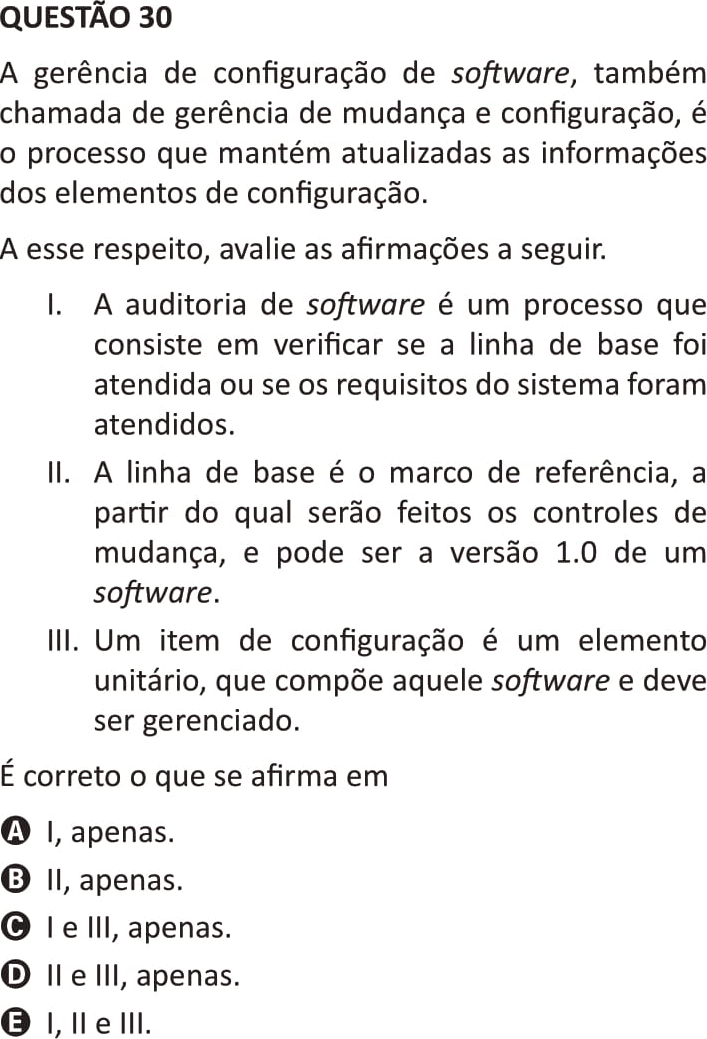 QUESTÃO 30
A gerência de configuração de software, também
chamada de gerência de mudança e configuração, é
o processo que mantém atualizadas as informações
dos elementos de configuração.
A esse respeito, avalie as afirmações a seguir.
I. A auditoria de software é um processo que
consiste em verificar se a linha de base foi
atendida ou se os requisitos do sistema foram
atendidos.
II. A linha de base é o marco de referência, a
partir do qual serão feitos os controles de
mudança, e pode ser a versão 1.0 de um
software.
III. Um item de configuração é um elemento
unitário, que compõe aquele software e deve
ser gerenciado.
É correto o que se afirma em
A I, apenas.
B II, apenas.
C I e III, apenas.
D II e III, apenas.
E I, II e III.